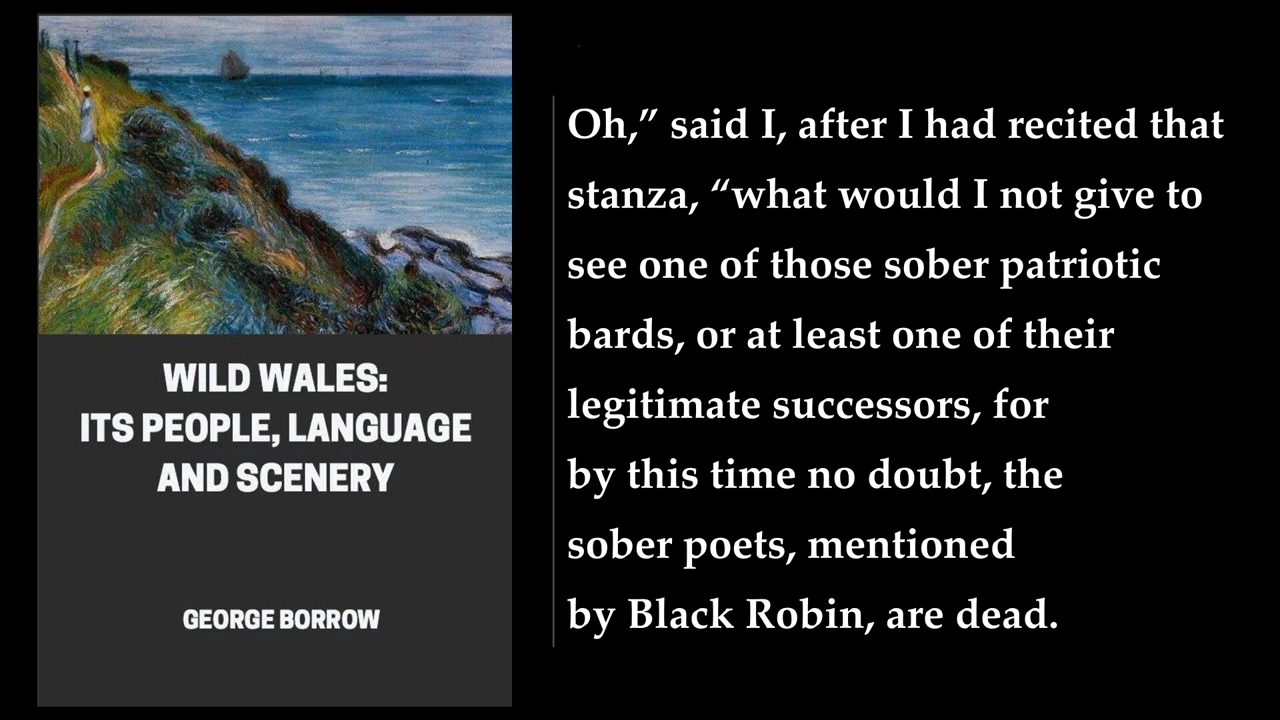 WILD WALES:
ITS PEOPLE, LANGUAGE
AND SCENERY
GEORGE BORROW
Oh,” said I, after I had recited that
stanza, “what would I not give to
see one of those sober patriotic
bards, or at least one of their
legitimate successors, for
by this time no doubt, the
sober poets, mentioned
by Black Robin, are dead.